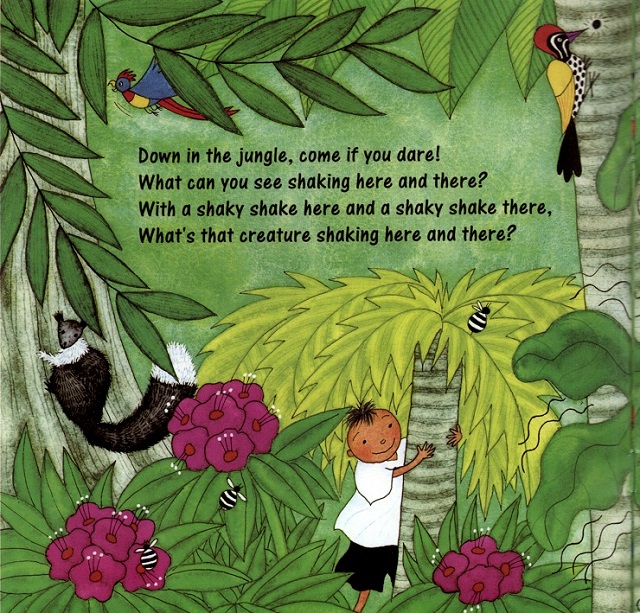 Down in the jungle, come if you dare!
What can you see shaking here and there?
With a shaky shake here and a shaky shake there,
What's that creature shaking here and there?